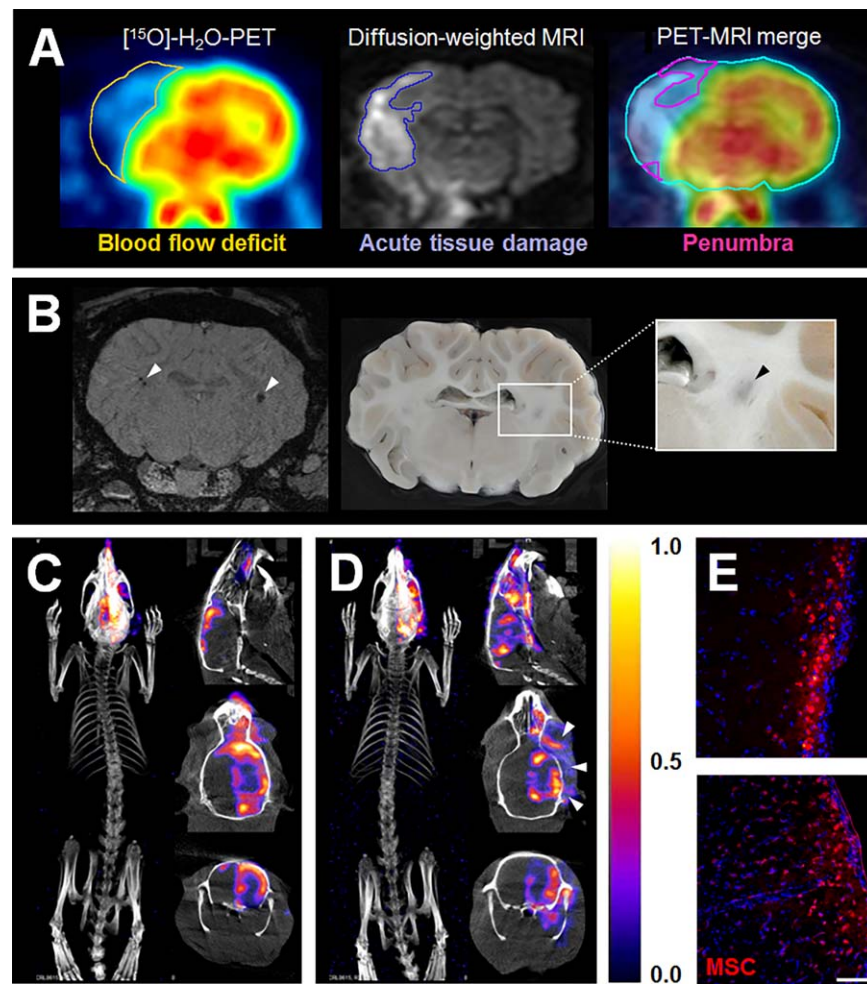 A
[¹⁵O]-H₂O-PET
Diffusion-weighted MRI
PET-MRI merge
Blood flow deficit
Acute tissue damage
Penumbra
B
C
D
1.0
0.5
0.0
E
MSC